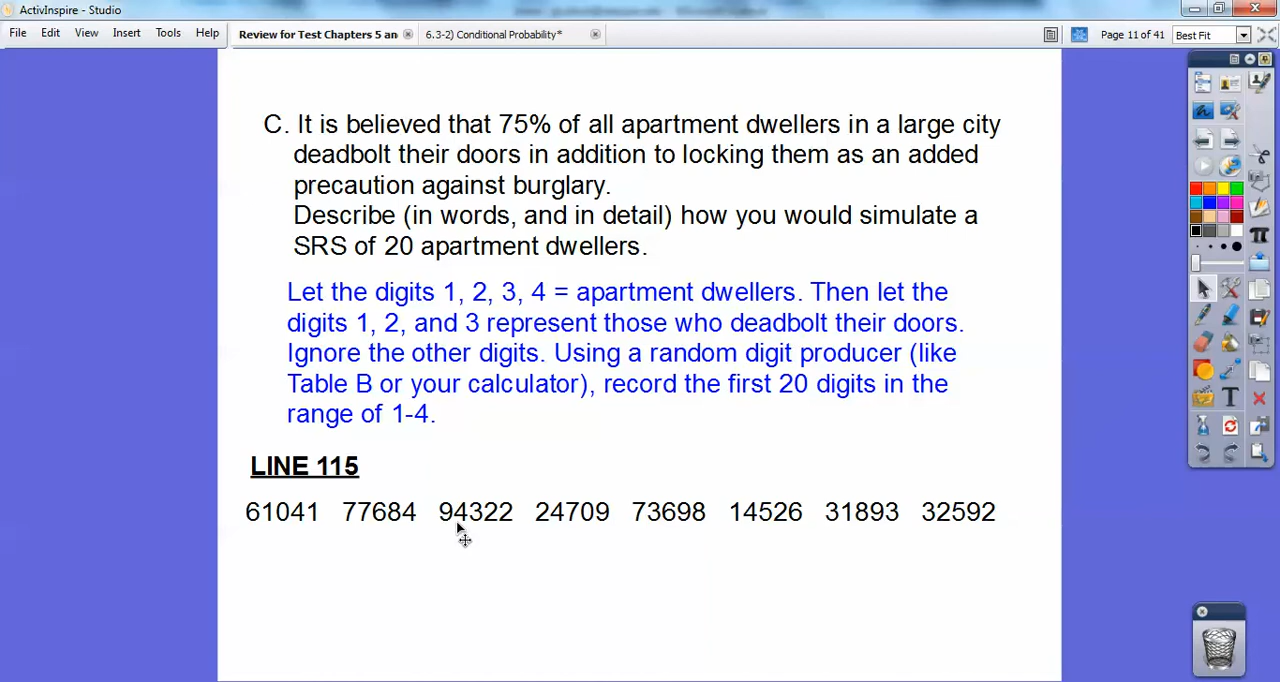 ActivInspire - Studio
File Edit View Insert Tools Help
Review for Test Chapters 5 an
6.3-2) Conditional Probability*
Page 11 of 41
Best Fit
C. It is believed that 75% of all apartment dwellers in a large city
deadbolt their doors in addition to locking them as an added
precaution against burglary.
Describe (in words, and in detail) how you would simulate a
SRS of 20 apartment dwellers.
Let the digits 1, 2, 3, 4 = apartment dwellers. Then let the
digits 1, 2, and 3 represent those who deadbolt their doors.
Ignore the other digits. Using a random digit producer (like
Table B or your calculator), record the first 20 digits in the
range of 1-4.
LINE 115
61041 77684 94322 24709 73698 14526 31893 32592